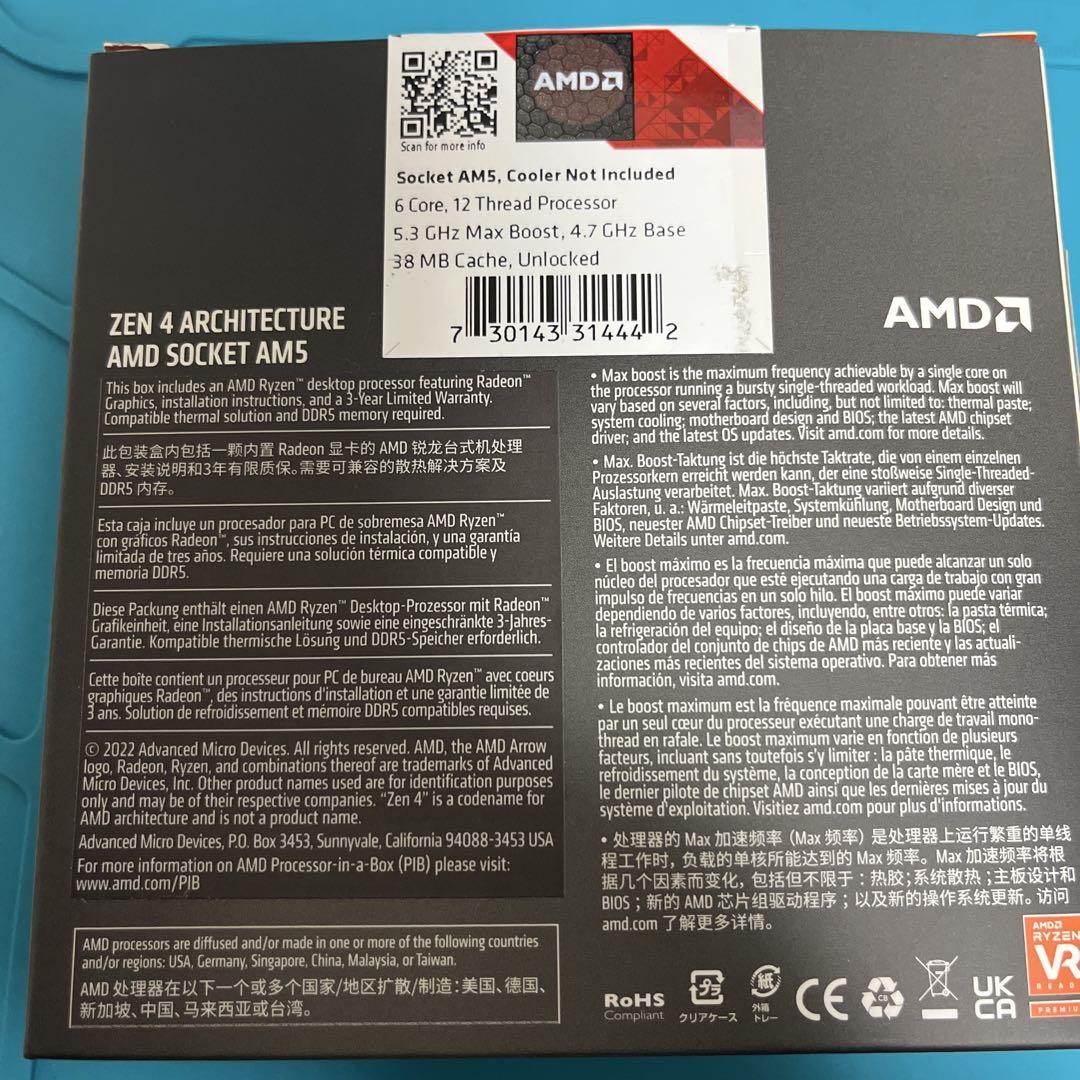 Scan for more info
AMD
Socket AM5, Cooler Not Included
6 Core, 12 Thread Processor
5.3 GHz Max Boost, 4.7 GHz Base
38 MB Cache, Unlocked
7 30143 31444 2
ZEN 4 ARCHITECTURE
AMD SOCKET AM5
This box includes an AMD Ryzen™ desktop processor featuring Radeon™
Graphics, installation instructions, and a 3-Year Limited Warranty.
Compatible thermal solution and DDR5 memory required.
此包装盒内包括一颗内置 Radeon 显卡的 AMD 锐龙台式机处理
器、安装说明和3年有限质保。需要可兼容的散热解决方案及
DDR5 内存。
Esta caja incluye un procesador para PC de sobremesa AMD Ryzen™
con gráficos Radeon™, sus instrucciones de instalación, y una garantía
limitada de tres años. Requiere una solución térmica compatible y
memoria DDR5.
Diese Packung enthält einen AMD Ryzen™ Desktop-Prozessor mit Radeon™
Grafikeinheit, eine Installationsanleitung sowie eine eingeschränkte 3-Jahres-
Garantie. Kompatible thermische Lösung und DDR5-Speicher erforderlich.
Cette boîte contient un processeur pour PC de bureau AMD Ryzen™ avec coeurs
graphiques Radeon™, des instructions d'installation et une garantie limitée de
3 ans. Solution de refroidissement et mémoire DDR5 compatibles requises.
© 2022 Advanced Micro Devices. All rights reserved. AMD, the AMD Arrow
logo, Radeon, Ryzen, and combinations thereof are trademarks of Advanced
Micro Devices, Inc. Other product names used are for identification purposes
only and may be of their respective companies. "Zen 4" is a codename for
AMD architecture and is not a product name.
Advanced Micro Devices, P.O. Box 3453, Sunnyvale, California 94088-3453 USA
For more information on AMD Processor-in-a-Box (PIB) please visit:
www.amd.com/PIB
AMD processors are diffused and/or made in one or more of the following countries
and/or regions: USA, Germany, Singapore, China, Malaysia, or Taiwan.
AMD 处理器在以下一个或多个国家/地区扩散/制造：美国、德国、
新加坡、中国、马来西亚或台湾。
AMD
• Max boost is the maximum frequency achievable by a single core on
the processor running a bursty single-threaded workload. Max boost will
vary based on several factors, including, but not limited to: thermal paste;
system cooling; motherboard design and BIOS; the latest AMD chipset
driver; and the latest OS updates. Visit amd.com for more details.
• Max. Boost-Taktung ist die höchste Taktrate, die von einem einzelnen
Prozessorkern erreicht werden kann, der eine stoßweise Single-Threaded-
Auslastung verarbeitet. Max. Boost-Taktung variiert aufgrund diverser
Faktoren, u. a.: Wärmeleitpaste, Systemkühlung, Motherboard Design und
BIOS, neuester AMD Chipset-Treiber und neueste Betriebssystem-Updates.
Weitere Details unter amd.com.
• El boost máximo es la frecuencia máxima que puede alcanzar un solo
núcleo del procesador que esté ejecutando una carga de trabajo con gran
impulso de frecuencias en un solo hilo. El boost máximo puede variar
dependiendo de varios factores, incluyendo, entre otros: la pasta térmica;
la refrigeración del equipo; el diseño de la placa base y la BIOS; el
controlador del conjunto de chips de AMD más reciente y las actuali-
zaciones más recientes del sistema operativo. Para obtener más
información, visita amd.com.
• Le boost maximum est la fréquence maximale pouvant être atteinte
par un seul cœur du processeur exécutant une charge de travail mono-
thread en rafale. Le boost maximum varie en fonction de plusieurs
facteurs, incluant sans toutefois s'y limiter : la pâte thermique, le
refroidissement du système, la conception de la carte mère et le BIOS,
le dernier pilote de chipset AMD ainsi que les dernières mises à jour du
système d'exploitation. Visitiez amd.com pour plus d'informations.
• 处理器的 Max 加速频率（Max 频率）是处理器上运行繁重的单线
程工作时，负载的单核所能达到的 Max 频率。Max 加速频率将根
据几个因素而变化，包括但不限于：热胶；系统散热；主板设计和
BIOS；新的 AMD 芯片组驱动程序；以及新的操作系统更新。访问
amd.com 了解更多详情。
RoHS
Compliant
プラ
クリアケース
紙
外箱
トレー
CE
CB
UK
CA
AMD
RYZEN
VR
READY
PREMIU